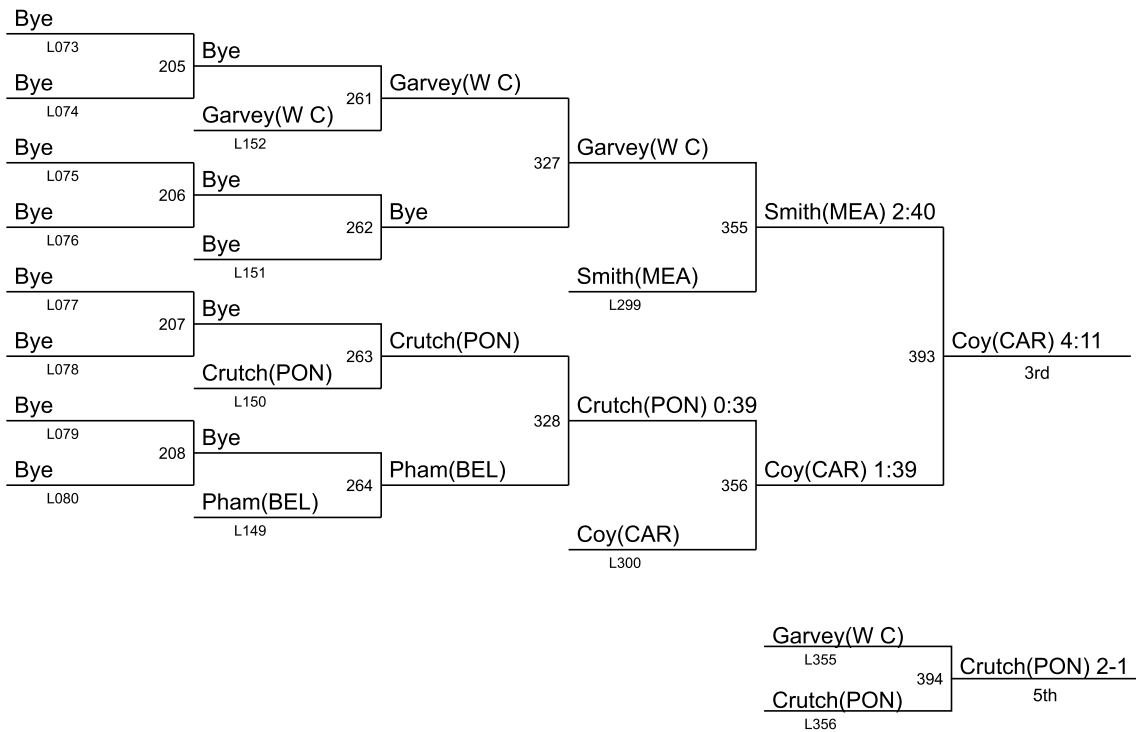 Bye
L073
205
Bye
Bye
L074
261
Garvey(W C)
Garvey(W C)
L152
Bye
L075
327
Garvey(W C)
206
Bye
Bye
L076
262
Bye
Bye
L151
355
Smith(MEA) 2:40
Smith(MEA)
L299
Bye
L077
207
Bye
Bye
L078
263
Crutch(PON)
Crutch(PON)
L150
393
Coy(CAR) 4:11
3rd
Bye
L079
328
Crutch(PON) 0:39
208
Bye
Bye
L080
264
Pham(BEL)
Pham(BEL)
L149
356
Coy(CAR) 1:39
Coy(CAR)
L300
Garvey(W C)
L355
394
Crutch(PON) 2-1
5th
Crutch(PON)
L356